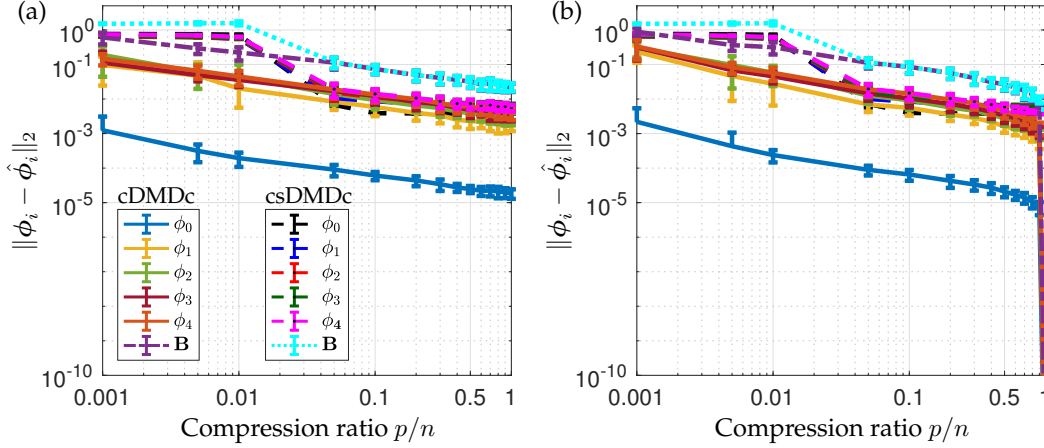 (a)
(b)
10^0
10^-1
10^-3
10^-5
10^-10
‖ϕ_i − ϕ̂_i‖_2
cDMDc
csDMDc
ϕ_0
ϕ_1
ϕ_2
ϕ_3
ϕ_4
B
ϕ_0
ϕ_1
ϕ_2
ϕ_3
ϕ_4
B
0.001
0.01
0.1
0.5
1
Compression ratio p/n
10^0
10^-1
10^-3
10^-5
10^-10
‖ϕ_i − ϕ̂_i‖_2
0.001
0.01
0.1
0.5
1
Compression ratio p/n